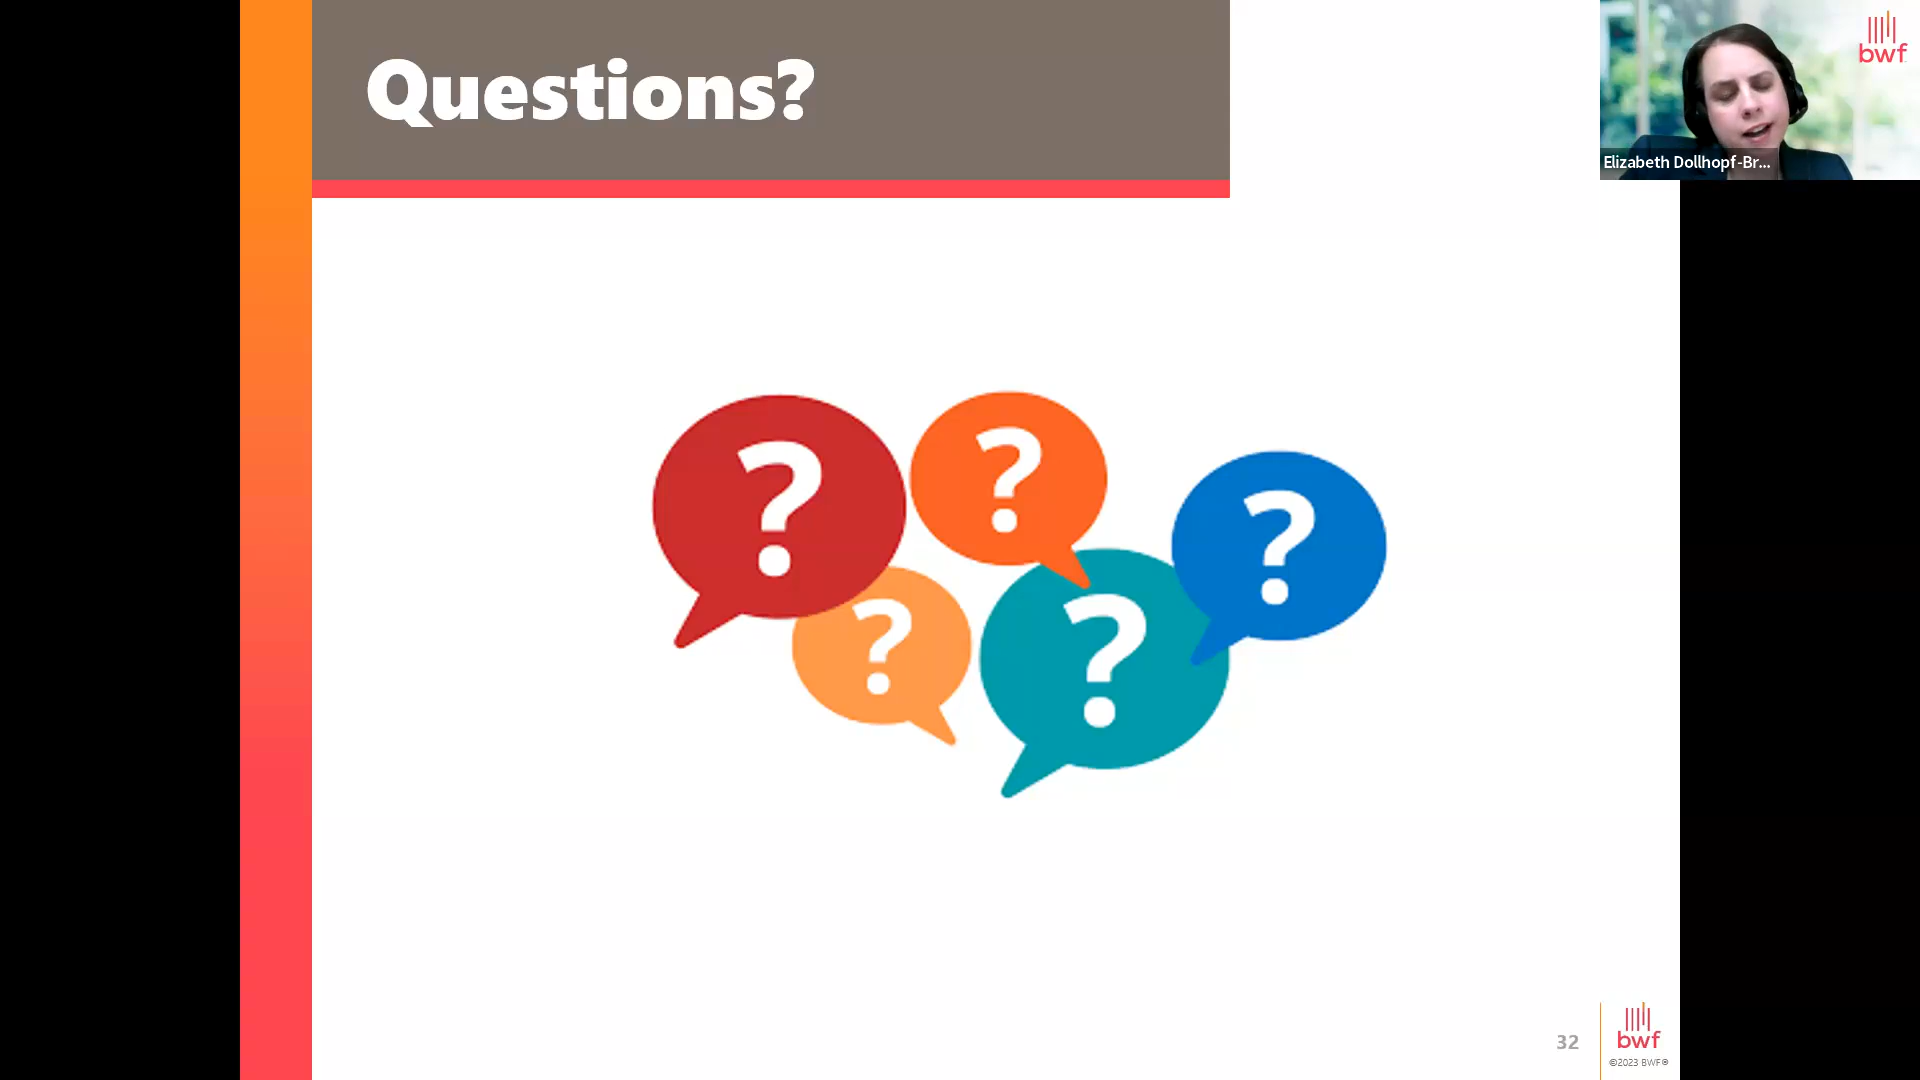 Questions?
bwf
Elizabeth Dollhopf-Br...
?
?
?
?
?
32
bwf
©2023 BWF®